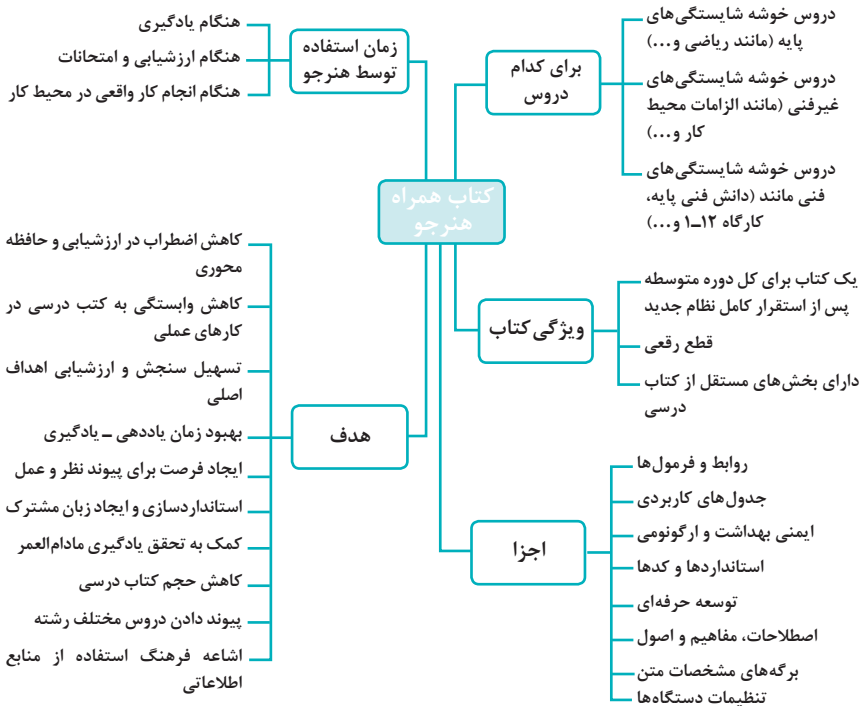 کتاب همراه
هنرجو
برای کدام
دروس
دروس خوشه شایستگی‌های
پایه (مانند ریاضی و...)
دروس خوشه شایستگی‌های
غیرفنی (مانند الزامات محیط
کار و...)
دروس خوشه شایستگی‌های
فنی مانند (دانش فنی پایه،
کارگاه ۱۲ــ۱ و...)
زمان استفاده
توسط هنرجو
هنگام یادگیری
هنگام ارزشیابی و امتحانات
هنگام انجام کار واقعی در محیط کار
ویژگی کتاب
یک کتاب برای کل دوره متوسطه
پس از استقرار کامل نظام جدید
قطع رقعی
دارای بخش‌های مستقل از کتاب
درسی
هدف
کاهش اضطراب در ارزشیابی و حافظه
محوری
کاهش وابستگی به کتب درسی در
کارهای عملی
تسهیل سنجش و ارزشیابی اهداف
اصلی
بهبود زمان یاددهی ــ یادگیری
ایجاد فرصت برای پیوند نظر و عمل
استانداردسازی و ایجاد زبان مشترک
کمک به تحقق یادگیری مادام‌العمر
کاهش حجم کتاب درسی
پیوند دادن دروس مختلف رشته
اشاعه فرهنگ استفاده از منابع
اطلاعاتی
اجزا
روابط و فرمول‌ها
جدول‌های کاربردی
ایمنی بهداشت و ارگونومی
استانداردها و کدها
توسعه حرفه‌ای
اصطلاحات، مفاهیم و اصول
برگه‌های مشخصات متن
تنظیمات دستگاه‌ها